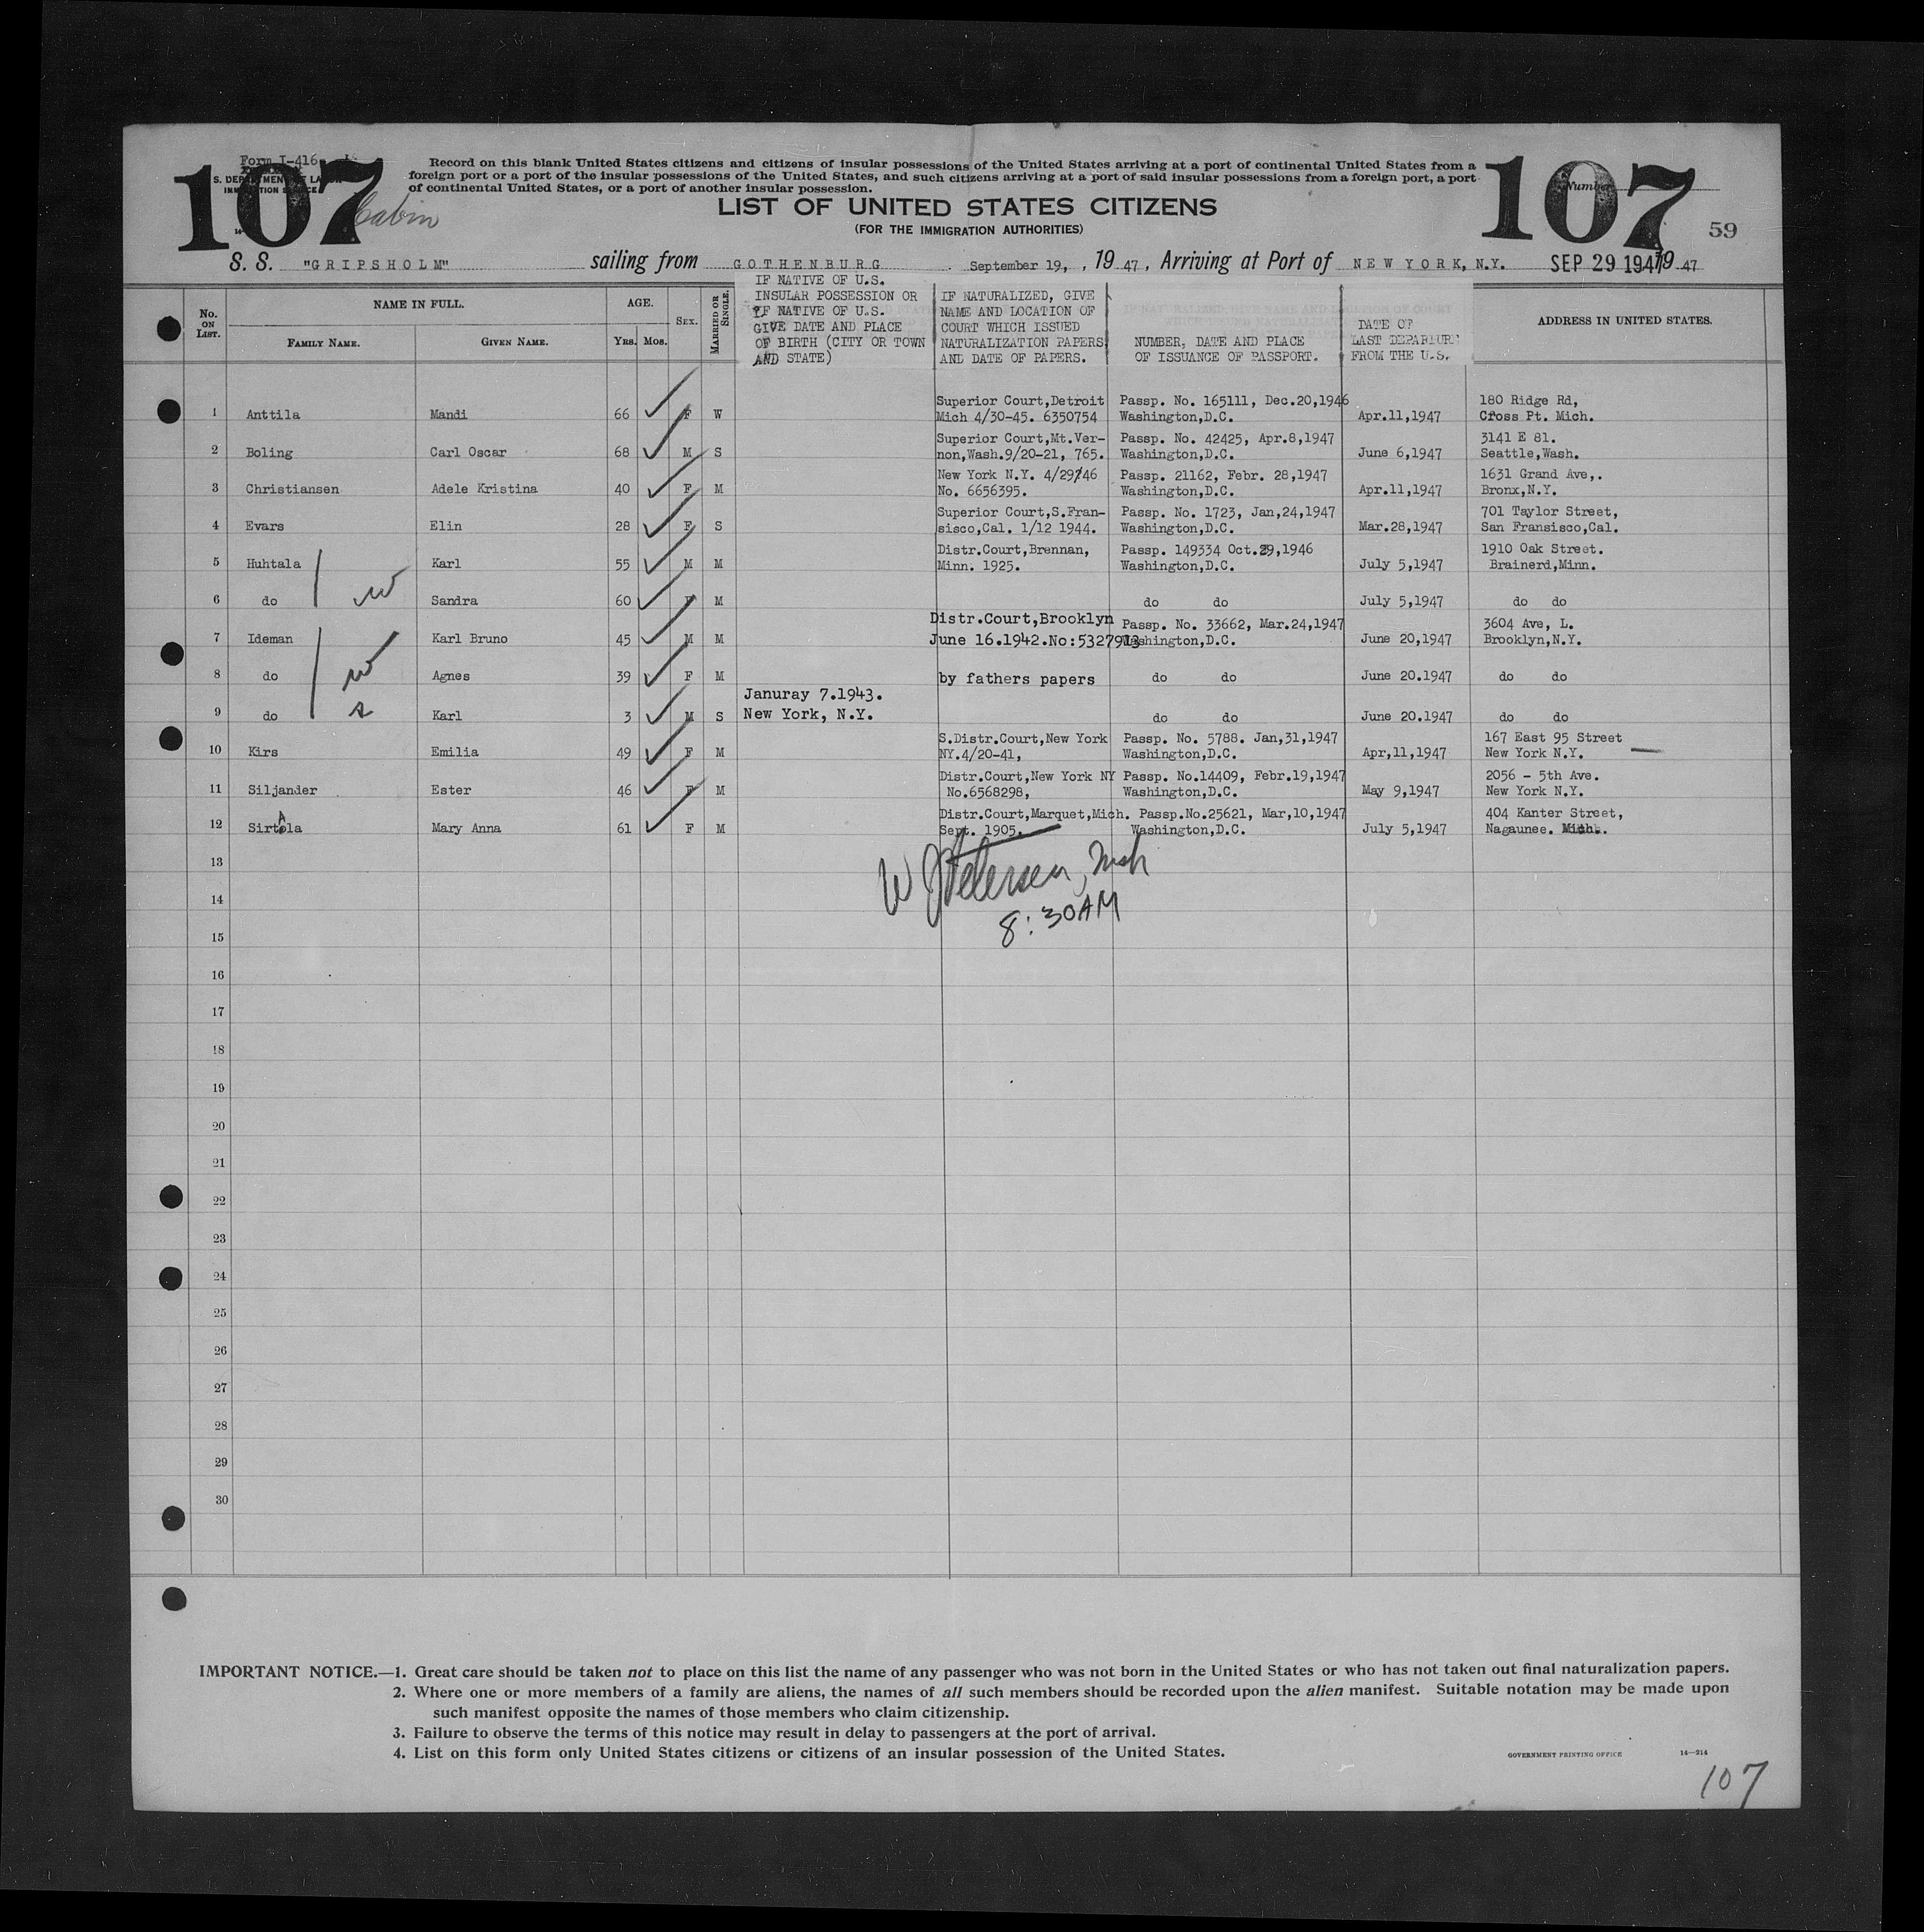 107
Form I-416
S. DEPARTMENT OF LABOR
IMMIGRATION SERVICE
Cabin
Record on this blank United States citizens and citizens of insular possessions of the United States arriving at a port of continental United States from a
foreign port or a port of the insular possessions of the United States, and such citizens arriving at a port of said insular possessions from a foreign port, a port
of continental United States, or a port of another insular possession.
LIST OF UNITED STATES CITIZENS
(FOR THE IMMIGRATION AUTHORITIES)
Number
107
59
S. S. "GRIPSHOLM" sailing from GOTHENBURG September 19, , 19 47, Arriving at Port of NEW YORK, N.Y. SEP 29 1947 19 47
No. ON LIST.
NAME IN FULL.
FAMILY NAME. GIVEN NAME.
AGE.
YRS. MOS.
SEX.
MARRIED OR SINGLE.
IF NATIVE OF U.S.
INSULAR POSSESSION OR
IF NATIVE OF U.S.
GIVE DATE AND PLACE
OF BIRTH (CITY OR TOWN
AND STATE)
IF NATURALIZED, GIVE
NAME AND LOCATION OF
COURT WHICH ISSUED
NATURALIZATION PAPERS
AND DATE OF PAPERS.
NUMBER, DATE AND PLACE
OF ISSUANCE OF PASSPORT.
DATE OF
LAST DEPARTURE
FROM THE U.S.
ADDRESS IN UNITED STATES.
Superior Court,Detroit Passp. No. 165111, Dec.20,1946 180 Ridge Rd,
1 Anttila Mandi 66 F W Mich 4/30-45. 6350754 Washington,D.C. Apr.11,1947 Cross Pt. Mich.
Superior Court,Mt.Ver- Passp. No. 42425, Apr.8,1947 3141 E 81.
2 Boling Carl Oscar 68 M S non,Wash.9/20-21, 765. Washington,D.C. June 6,1947 Seattle,Wash.
New York N.Y. 4/29/46 Passp. 21162, Febr. 28,1947 1631 Grand Ave,.
3 Christiansen Adele Kristina 40 F M No. 6656395. Washington,D.C. Apr.11,1947 Bronx,N.Y.
Superior Court,S.Fran- Passp. No. 1723, Jan,24,1947 701 Taylor Street,
4 Evars Elin 28 F S sisco,Cal. 1/12 1944. Washington,D.C. Mar.28,1947 San Fransisco,Cal.
Distr.Court,Brennan, Passp. 149334 Oct.29,1946 1910 Oak Street.
5 Huhtala Karl 55 M M Minn. 1925. Washington,D.C. July 5,1947 Brainerd,Minn.
6 do w Sandra 60 F M do do July 5,1947 do do
Distr.Court,Brooklyn Passp. No. 33662, Mar.24,1947 3604 Ave, L.
7 Ideman Karl Bruno 45 M M June 16.1942.No:5327913 Washington,D.C. June 20,1947 Brooklyn,N.Y.
8 do w Agnes 39 F M by fathers papers do do June 20.1947 do do
Januray 7.1943.
9 do s Karl 3 M S New York, N.Y. do do June 20.1947 do do
S.Distr.Court,New York Passp. No. 5788. Jan,31,1947 167 East 95 Street
10 Kirs Emilia 49 F M NY.4/20-41, Washington,D.C. Apr,11,1947 New York N.Y.
Distr.Court,New York NY Passp. No.14409, Febr.19,1947 2056 - 5th Ave.
11 Siljander Ester 46 F M No.6568298, Washington,D.C. May 9,1947 New York N.Y.
Distr.Court,Marquet,Mich. Passp.No.25621, Mar,10,1947 404 Kanter Street,
12 Sirtola Mary Anna 61 F M Sept. 1905. Washington,D.C. July 5,1947 Nagaunee. Mich.
13
14
8:30AM
15
16
17
18
19
20
21
22
23
24
25
26
27
28
29
30
IMPORTANT NOTICE.—1. Great care should be taken not to place on this list the name of any passenger who was not born in the United States or who has not taken out final naturalization papers.
2. Where one or more members of a family are aliens, the names of all such members should be recorded upon the alien manifest. Suitable notation may be made upon
such manifest opposite the names of those members who claim citizenship.
3. Failure to observe the terms of this notice may result in delay to passengers at the port of arrival.
4. List on this form only United States citizens or citizens of an insular possession of the United States.
GOVERNMENT PRINTING OFFICE 14—214
107